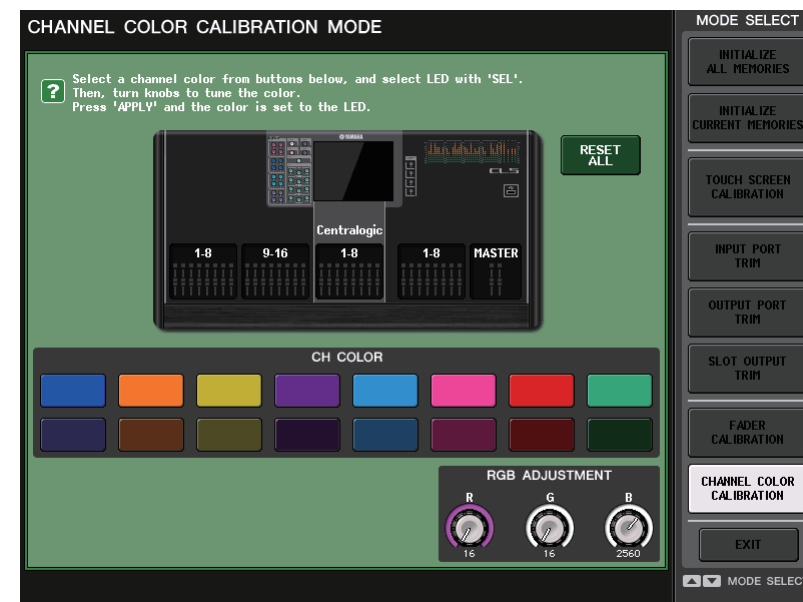 CHANNEL COLOR CALIBRATION MODE
MODE SELECT
Select a channel color from buttons below, and select LED with 'SEL'.
Then, turn knobs to tune the color.
Press 'APPLY' and the color is set to the LED.
?
YAMAHA
CL5
RESET
ALL
Centralogic
1-8
9-16
1-8
1-8
MASTER
CH COLOR
RGB ADJUSTMENT
R
G
B
16
16
2560
INITIALIZE
ALL MEMORIES
INITIALIZE
CURRENT MEMORIES
TOUCH SCREEN
CALIBRATION
INPUT PORT
TRIM
OUTPUT PORT
TRIM
SLOT OUTPUT
TRIM
FADER
CALIBRATION
CHANNEL COLOR
CALIBRATION
EXIT
MODE SELEC